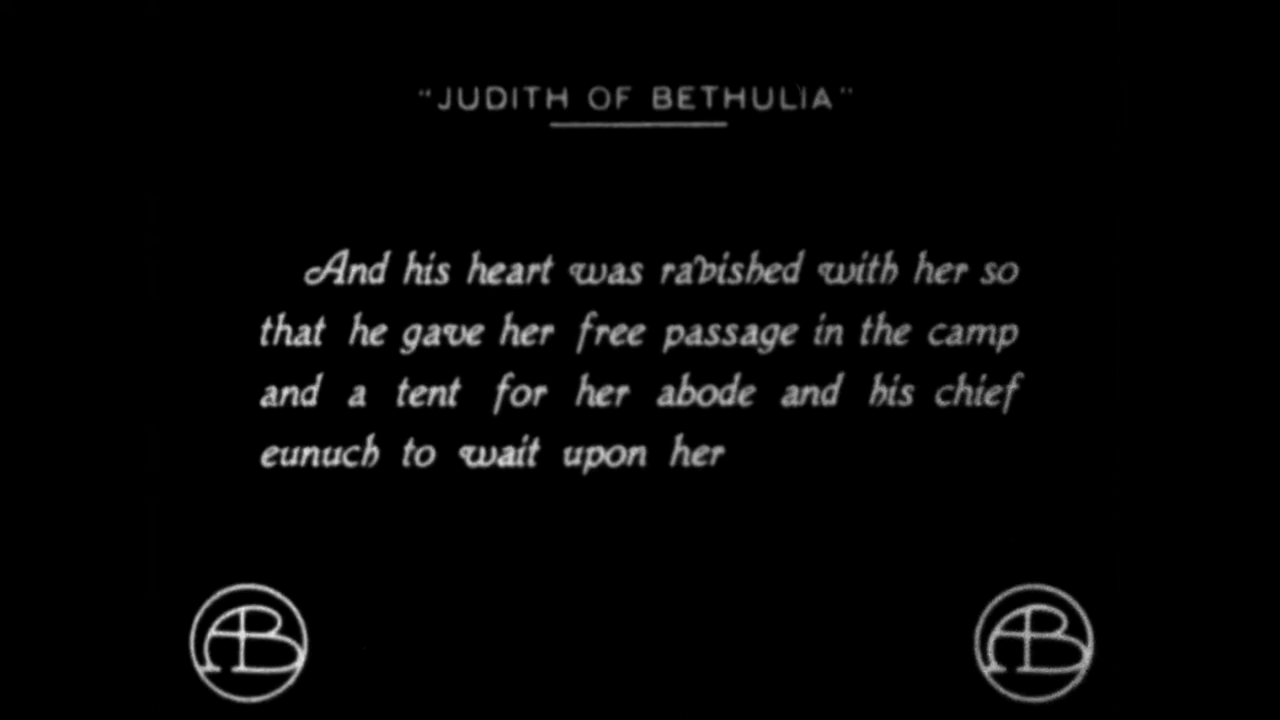 "JUDITH OF BETHULIA"
And his heart was ravished with her so
that he gave her free passage in the camp
and a tent for her abode and his chief
eunuch to wait upon her
AB
AB